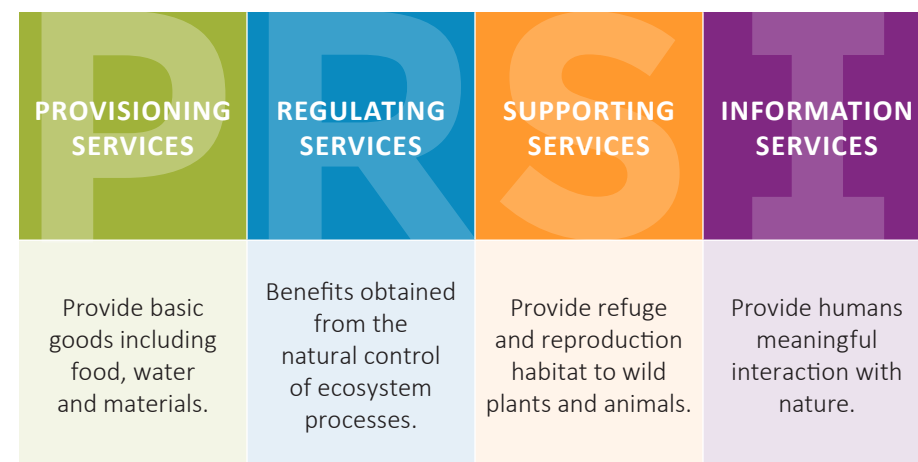 P
PROVISIONING
SERVICES
R
REGULATING
SERVICES
S
SUPPORTING
SERVICES
I
INFORMATION
SERVICES
Provide basic
goods including
food, water
and materials.
Benefits obtained
from the
natural control
of ecosystem
processes.
Provide refuge
and reproduction
habitat to wild
plants and animals.
Provide humans
meaningful
interaction with
nature.